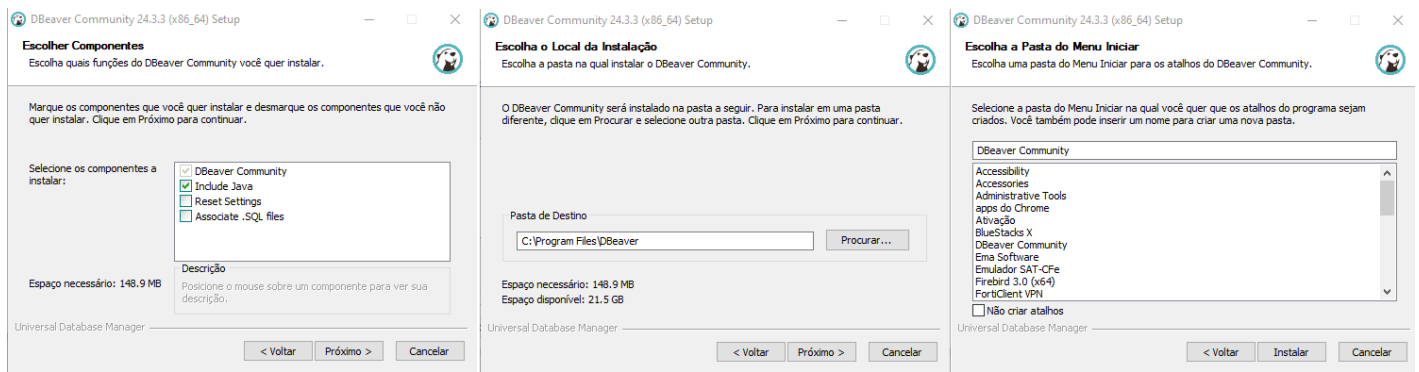 DBeaver Community 24.3.3 (x86_64) Setup
Escolher Componentes
Escolha quais funções do DBeaver Community você quer instalar.
Marque os componentes que você quer instalar e desmarque os componentes que você não
quer instalar. Clique em Próximo para continuar.
Selecione os componentes a
instalar:
DBeaver Community
Include Java
Reset Settings
Associate .SQL files
Espaço necessário: 148.9 MB
Descrição
Posicione o mouse sobre um componente para ver sua
descrição.
Universal Database Manager
< Voltar
Próximo >
Cancelar
DBeaver Community 24.3.3 (x86_64) Setup
Escolha o Local da Instalação
Escolha a pasta na qual instalar o DBeaver Community.
O DBeaver Community será instalado na pasta a seguir. Para instalar em uma pasta
diferente, clique em Procurar e selecione outra pasta. Clique em Próximo para continuar.
Pasta de Destino
C:\Program Files\DBeaver
Procurar...
Espaço necessário: 148.9 MB
Espaço disponível: 21.5 GB
Universal Database Manager
< Voltar
Próximo >
Cancelar
DBeaver Community 24.3.3 (x86_64) Setup
Escolha a Pasta do Menu Iniciar
Escolha uma pasta do Menu Iniciar para os atalhos do DBeaver Community.
Selecione a pasta do Menu Iniciar na qual você quer que os atalhos do programa sejam
criados. Você também pode inserir um nome para criar uma nova pasta.
DBeaver Community
Accessibility
Accessories
Administrative Tools
apps do Chrome
Ativação
BlueStacks X
DBeaver Community
Ema Software
Emulador SAT-CFe
Firebird 3.0 (x64)
FortiClient VPN
Não criar atalhos
Universal Database Manager
< Voltar
Instalar
Cancelar